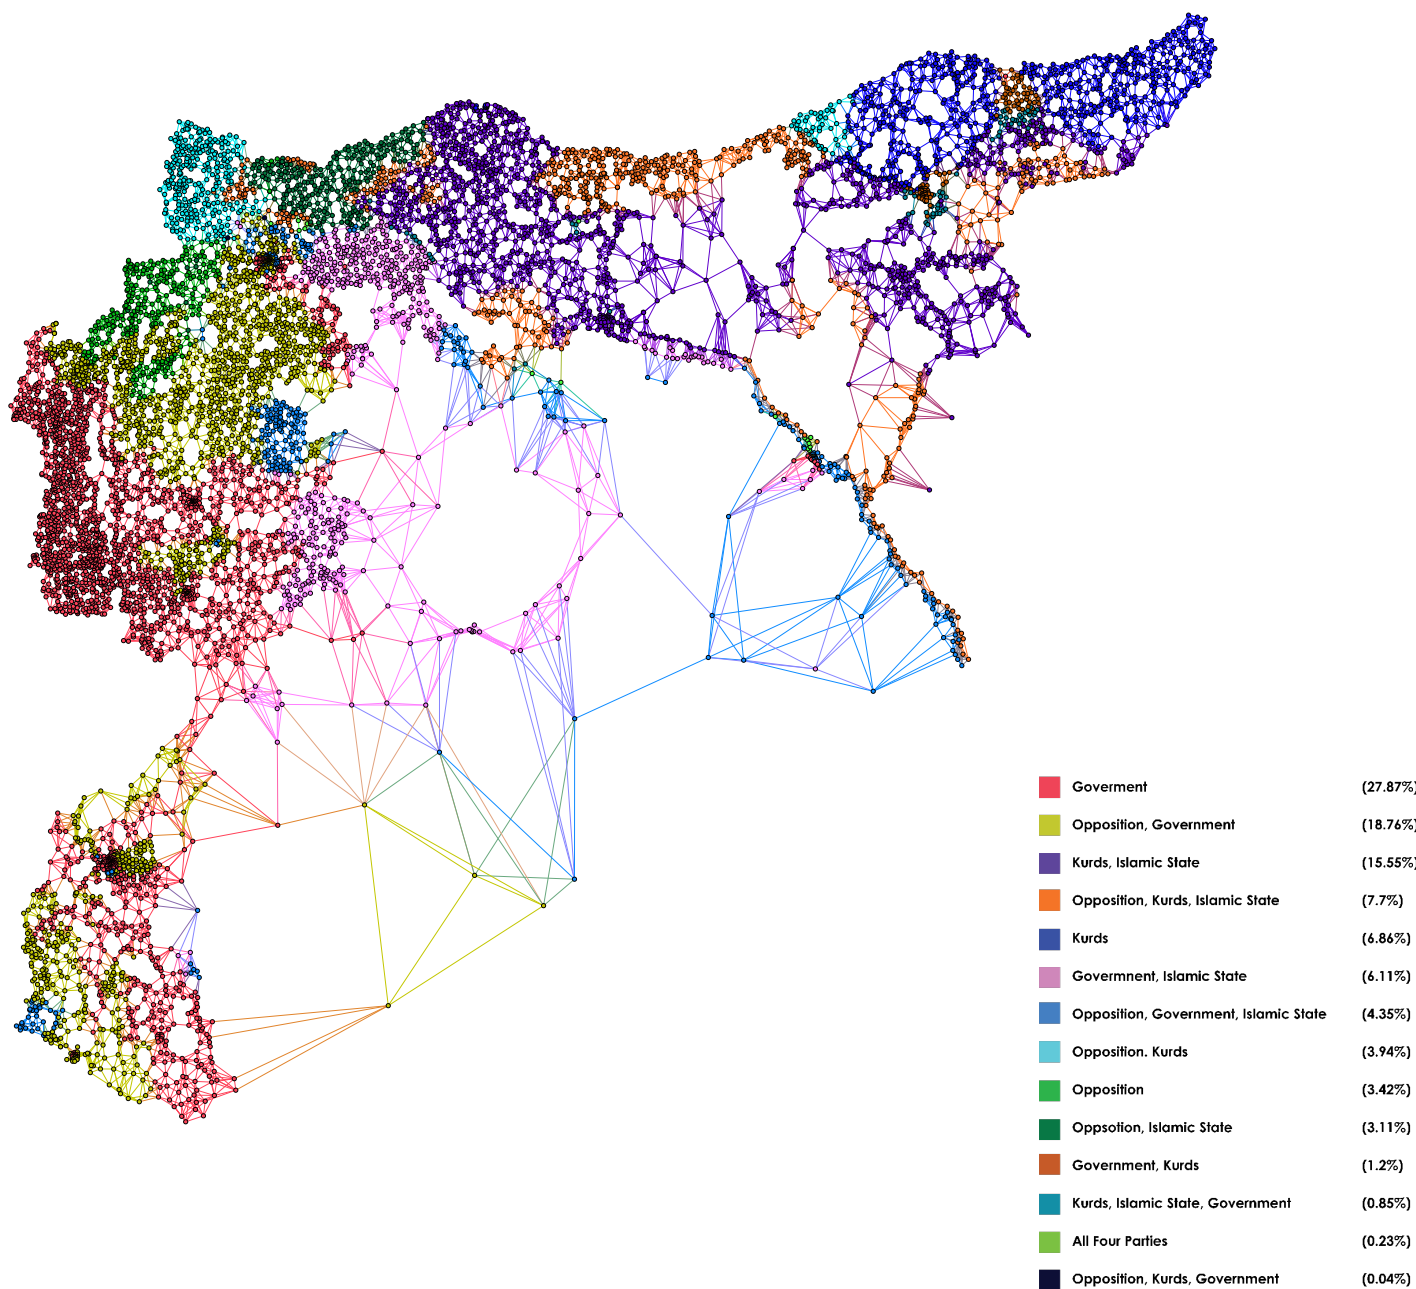 Goverment (27.87%)
Opposition, Government (18.76%)
Kurds, Islamic State (15.55%)
Opposition, Kurds, Islamic State (7.7%)
Kurds (6.86%)
Govermnent, Islamic State (6.11%)
Opposition, Government, Islamic State (4.35%)
Opposition. Kurds (3.94%)
Opposition (3.42%)
Oppsotion, Islamic State (3.11%)
Government, Kurds (1.2%)
Kurds, Islamic State, Government (0.85%)
All Four Parties (0.23%)
Opposition, Kurds, Government (0.04%)